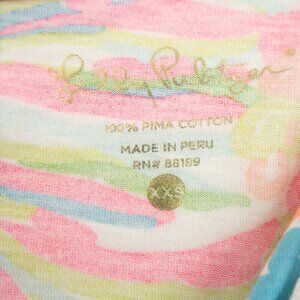 Lilly Pulitzer®
100% PIMA COTTON
MADE IN PERU
RN# 88189
XXS